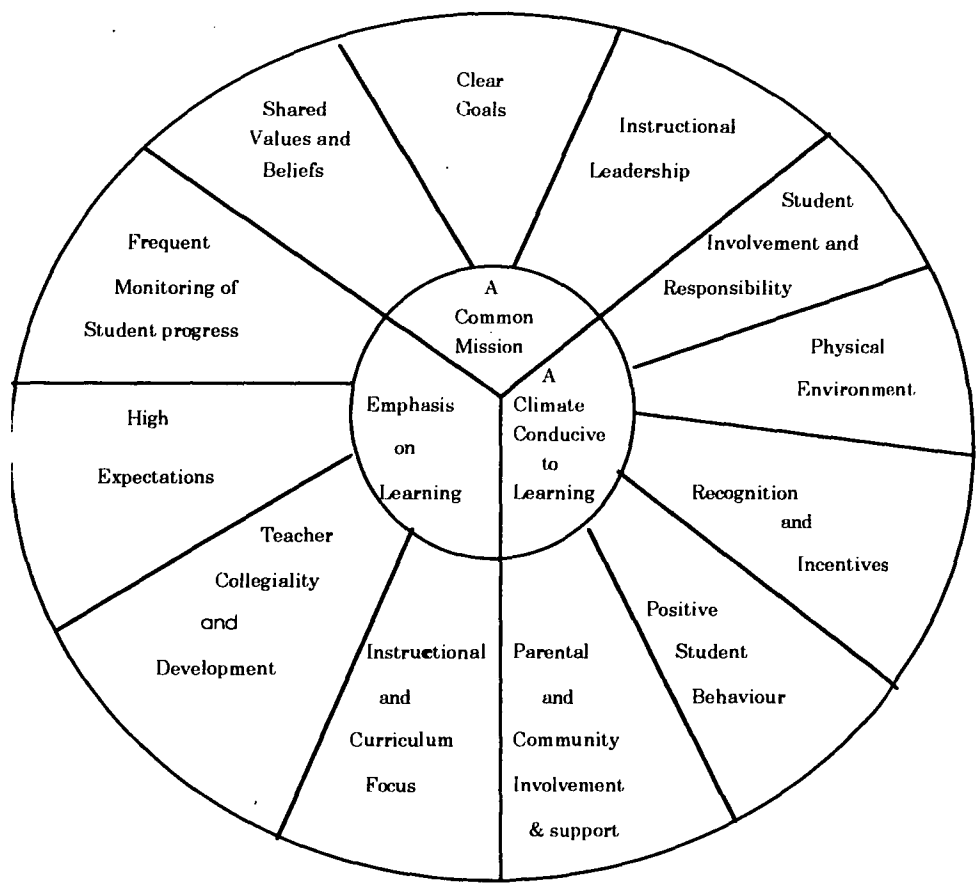 Clear
Goals
Instructional
Leadership
Student
Involvement and
Responsibility
Physical
Environment
Recognition
and
Incentives
Positive
Student
Behaviour
Parental
and
Community
Involvement
& support
Instructional
and
Curriculum
Focus
Teacher
Collegiality
and
Development
High
Expectations
Frequent
Monitoring of
Student progress
Shared
Values and
Beliefs
A
Common
Mission
A
Climate
Conducive
to
Learning
Emphasis
on
Learning